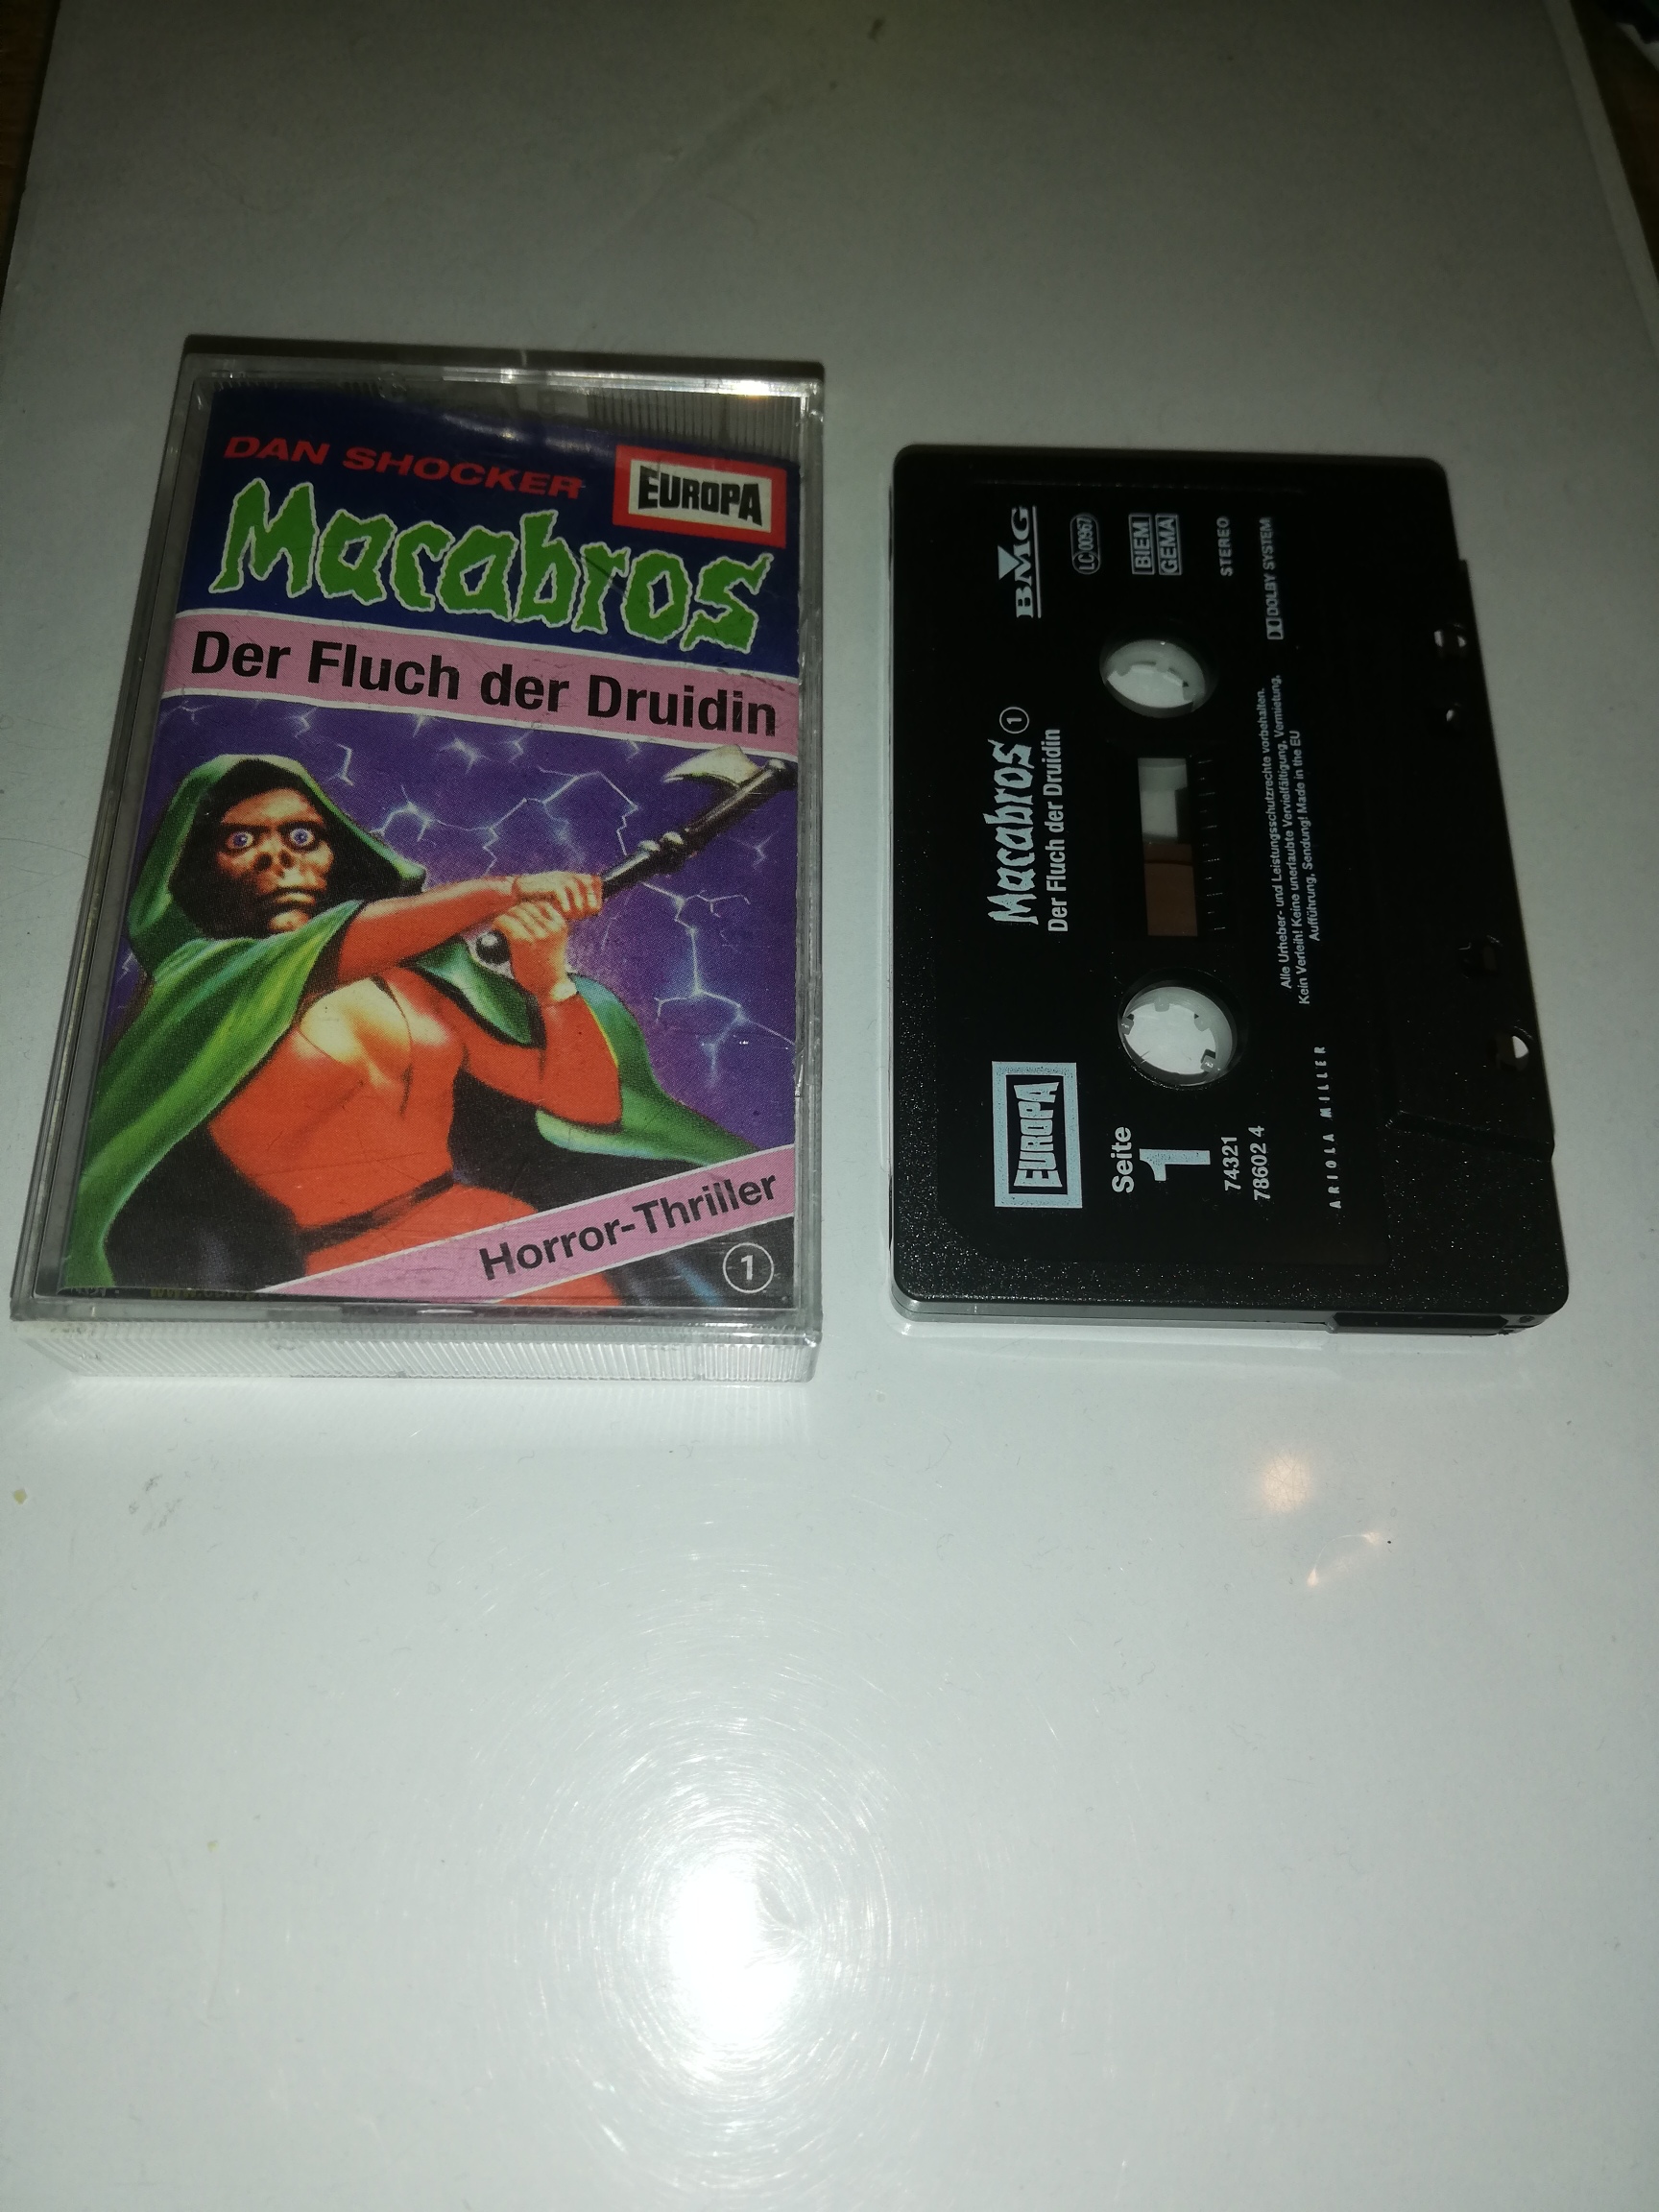 DAN SHOCKER
EUROPA
Macabros
Der Fluch der Druidin
Horror-Thriller
1
EUROPA
Macabros 1
Der Fluch der Druidin
BMG
LC 00967
BIEM
GEMA
STEREO
DOLBY SYSTEM
Seite
1
74321
78602 4
Alle Urheber- und Leistungsschutzrechte vorbehalten.
Kein Verleih! Keine unerlaubte Vervielfältigung, Vermietung,
Aufführung, Sendung! Made in the EU
ARIOLA MILLER